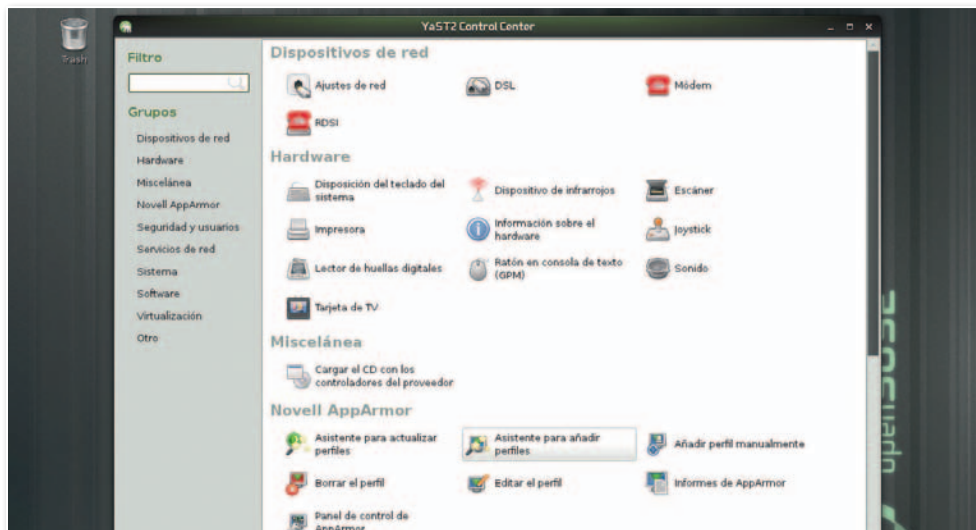 YaST2 Control Center
Trash
Filtro
Grupos
Dispositivos de red
Hardware
Miscelánea
Novell AppArmor
Seguridad y usuarios
Servicios de red
Sistema
Software
Virtualización
Otro
Dispositivos de red
Ajustes de red
DSL
Módem
RDSI
Hardware
Disposición del teclado del
sistema
Dispositivo de infrarrojos
Escáner
Impresora
Información sobre el
hardware
Joystick
Lector de huellas digitales
Ratón en consola de texto
(GPM)
Sonido
Tarjeta de TV
Miscelánea
Cargar el CD con los
controladores del proveedor
Novell AppArmor
Asistente para actualizar
perfiles
Asistente para añadir
perfiles
Añadir perfil manualmente
Borrar el perfil
Editar el perfil
Informes de AppArmor
Panel de control de
AppArmor
openSUSE